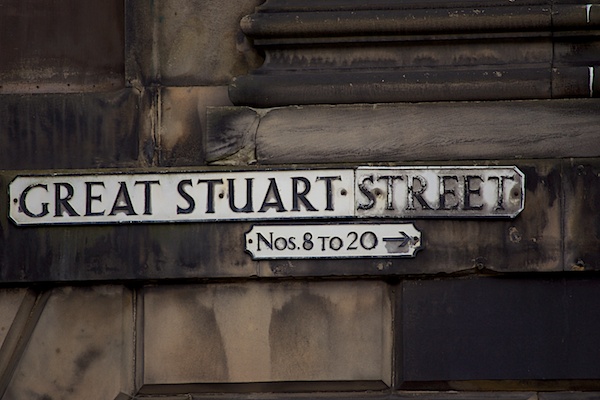 GREAT STUART STREET
Nos. 8 TO 20 →